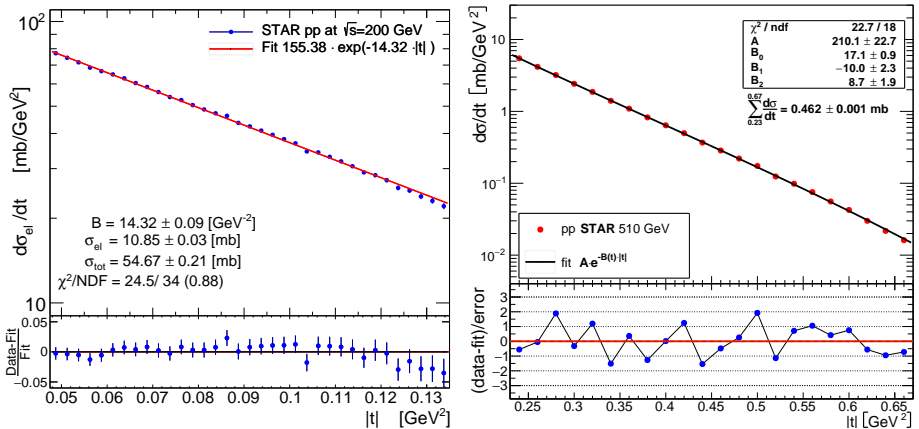 STAR pp at √s=200 GeV
Fit 155.38 · exp(-14.32 ·|t| )
10²
10
dσ_el/dt [mb/GeV²]
B = 14.32 ± 0.09 [GeV⁻²]
σ_el = 10.85 ± 0.03 [mb]
σ_tot = 54.67 ± 0.21 [mb]
χ²/NDF = 24.5/ 34 (0.88)
Data-Fit
Fit
0.05
0
−0.05
0.05 0.06 0.07 0.08 0.09 0.1 0.11 0.12 0.13
|t| [GeV²]
dσ/dt [mb/GeV²]
10
1
10⁻¹
10⁻²
χ² / ndf 22.7 / 18
A 210.1 ± 22.7
B₀ 17.1 ± 0.9
B₁ −10.0 ± 2.3
B₂ 8.7 ± 1.9
0.67
∑ dσ/dt = 0.462 ± 0.001 mb
0.23
pp STAR 510 GeV
fit A·e^-B(t)·|t|
(data-fit)/error
3
2
1
0
−1
−2
−3
0.25 0.3 0.35 0.4 0.45 0.5 0.55 0.6 0.65
|t| [GeV²]